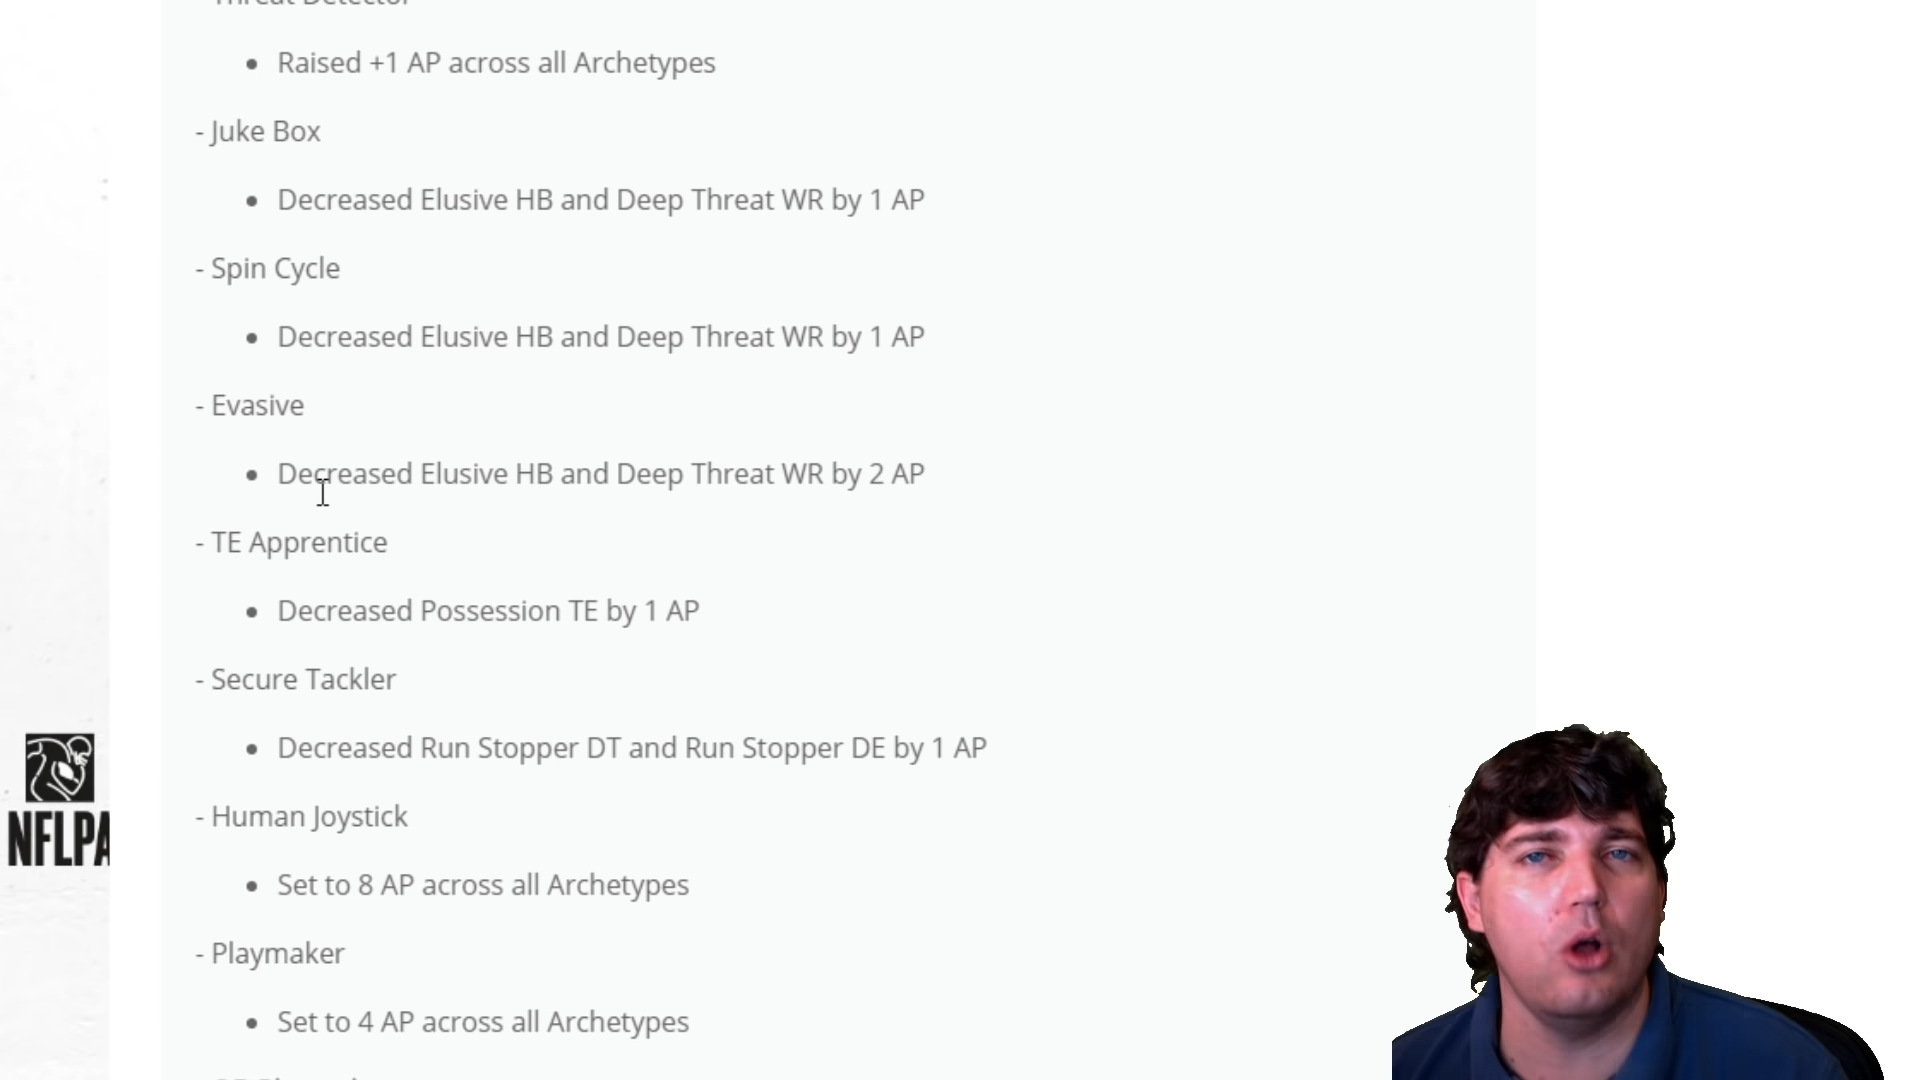 Threat Detector
• Raised +1 AP across all Archetypes
- Juke Box
• Decreased Elusive HB and Deep Threat WR by 1 AP
- Spin Cycle
• Decreased Elusive HB and Deep Threat WR by 1 AP
- Evasive
• Decreased Elusive HB and Deep Threat WR by 2 AP
- TE Apprentice
• Decreased Possession TE by 1 AP
- Secure Tackler
• Decreased Run Stopper DT and Run Stopper DE by 1 AP
- Human Joystick
• Set to 8 AP across all Archetypes
- Playmaker
• Set to 4 AP across all Archetypes
NFLPA